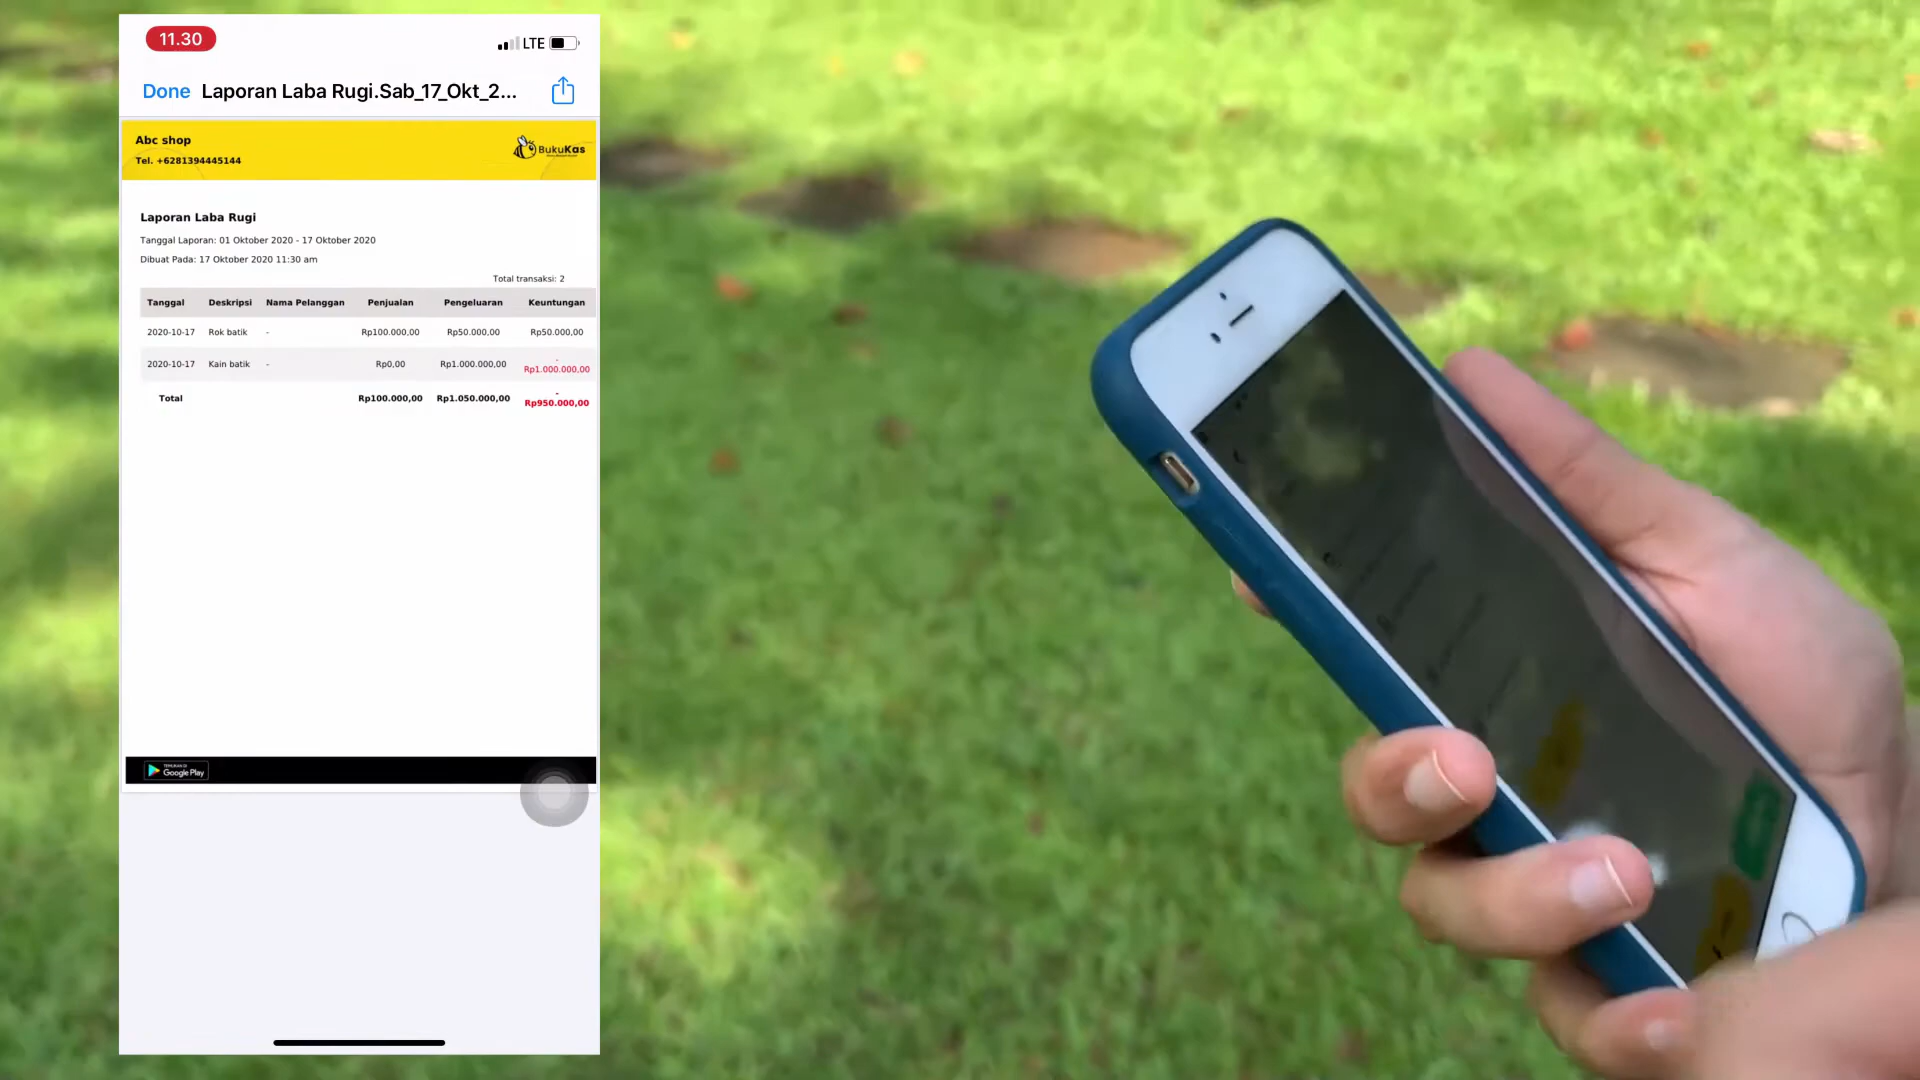 11.30
LTE
Done Laporan Laba Rugi.Sab_17_Okt_2...
Abc shop
Tel. +6281394445144
BukuKas
Laporan Laba Rugi
Tanggal Laporan: 01 Oktober 2020 - 17 Oktober 2020
Dibuat Pada: 17 Oktober 2020 11:30 am
Total transaksi: 2
Tanggal Deskripsi Nama Pelanggan Penjualan Pengeluaran Keuntungan
2020-10-17 Rok batik - Rp100.000,00 Rp50.000,00 Rp50.000,00
2020-10-17 Kain batik - Rp0,00 Rp1.000.000,00 -
Rp1.000.000,00
Total Rp100.000,00 Rp1.050.000,00 -
Rp950.000,00
TEMUKAN DI
Google Play